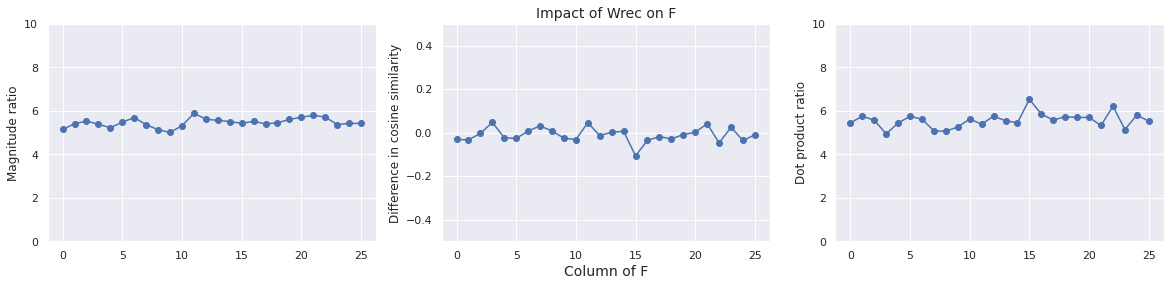 Impact of Wrec on F
Magnitude ratio
10
8
6
4
2
0
0 5 10 15 20 25
Difference in cosine similarity
0.4
0.2
0.0
−0.2
−0.4
0 5 10 15 20 25
Column of F
Dot product ratio
10
8
6
4
2
0
0 5 10 15 20 25